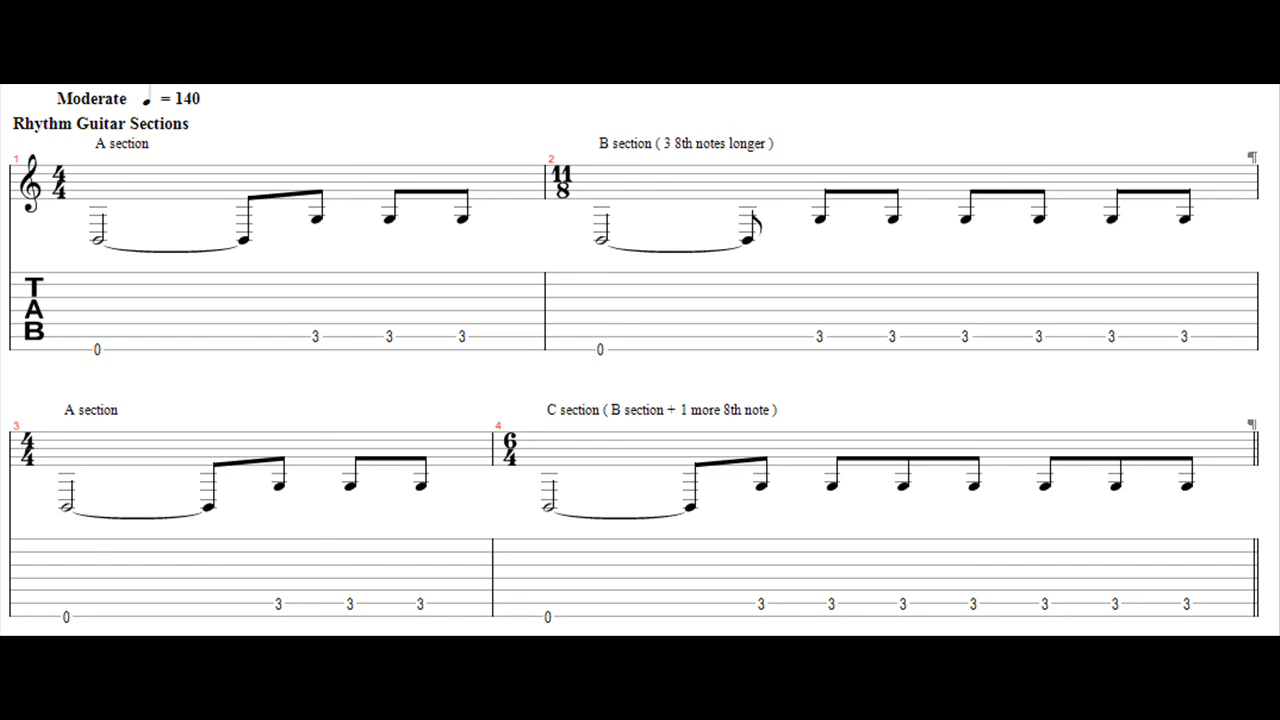 Moderate ♩ = 140
Rhythm Guitar Sections
A section
B section ( 3 8th notes longer )
1
2
¶
4
4
11
8
T
A
B
0 3 3 3
0 3 3 3 3 3 3
A section
C section ( B section + 1 more 8th note )
3
4
¶
4
4
6
4
0 3 3 3
0 3 3 3 3 3 3 3